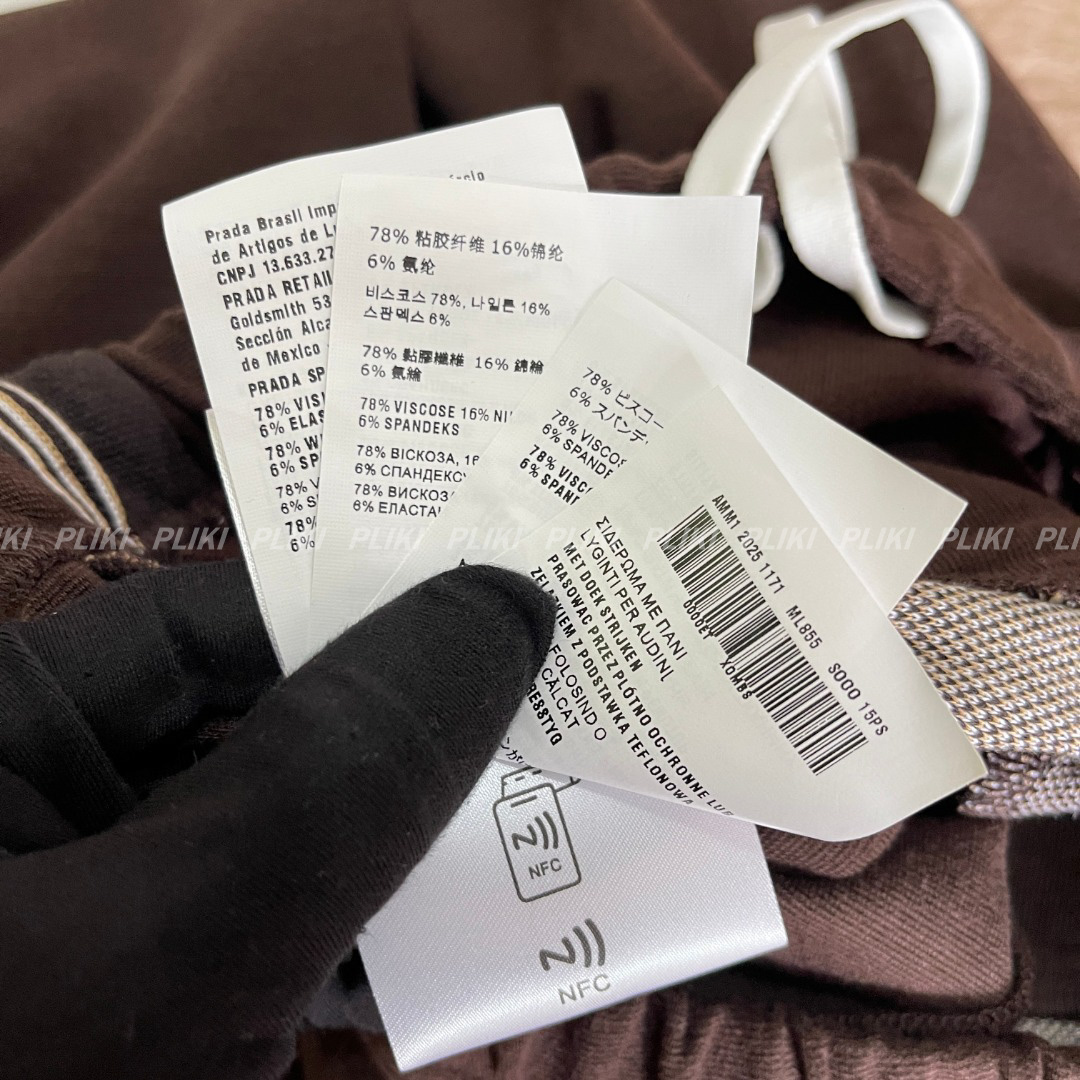 Prada Brasil Imp
de Artigos de Lu
CNPJ 13.633.27
PRADA RETAIL
Goldsmith 53
Sección Alca
de Mexico
PRADA SP
78% VIS
6% ELAS
78% W
6% SP
78% V
6% S
78%
6%
78% 粘胶纤维 16%锦纶
6% 氨纶
비스코스 78%, 나일론 16%
스판덱스 6%
78% 黏膠纖維 16% 錦綸
6% 氨綸
78% VISCOSE 16% NI
6% SPANDEKS
78% ВІСКОЗА, 16
6% СПАНДЕКС
78% ВИСКОЗ
6% ЕЛАСТА
78% ビスコー
6% スパンデ
78% VISCOS
6% SPANDE
78% VISC
6% SPAN
ΣΙΔΕΡΩΜΑ ΜΕ ΠΑΝΙ
LYGINTI PER AUDINĮ
MET DOEK STRIJKEN
PRASOWAĆ PRZEZ PŁÓTNO OCHRONNE LUB
ŻELAZKIEM Z PODSTAWKĄ TEFLONOWĄ
FOLOSIND O
CĂLCAT
AMM1 2025 1171 ML855 SOOO 15PS
NFC
NFC
PLIKI PLIKI PLIKI PLIKI PLIKI PLIKI PLIKI PLIKI PLIKI PLIKI